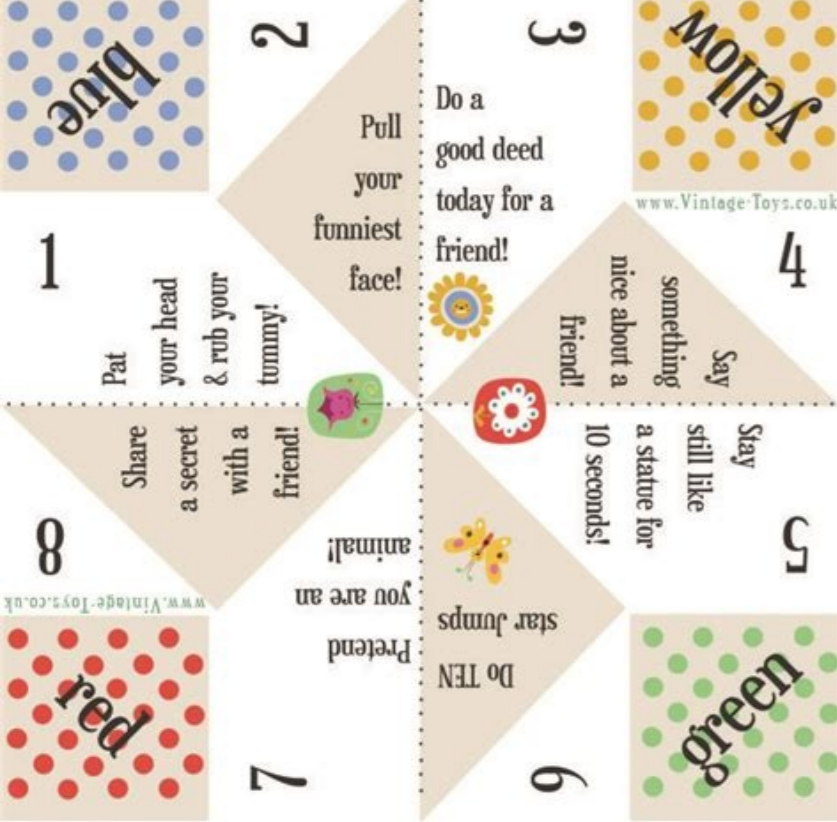 blue
2
3
yellow
Pull
your
funniest
face!
Do a
good deed
today for a
friend!
www.Vintage-Toys.co.uk
1
Pat
your head
& rub your
tummy!
4
Say
something
nice about a
friend!
8
Share
a secret
with a
friend!
5
Stay
still like
a statue for
10 seconds!
Pretend
you are an
animal!
7
Do TEN
star Jumps
6
www.Vintage-Toys.co.uk
red
green